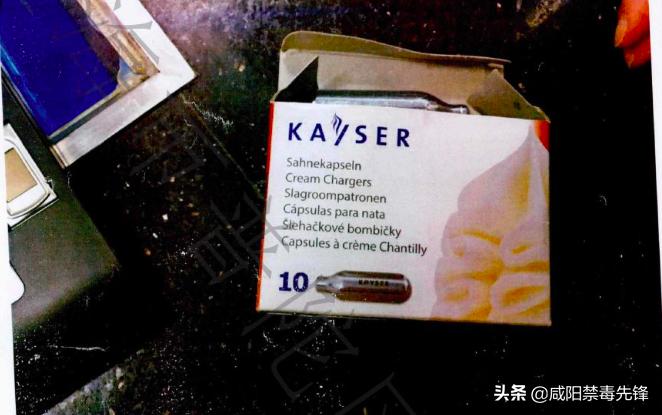 KAYSER
Sahnekapseln
Cream Chargers
Slagroompatronen
Cápsulas para nata
Šlehačkové bombičky
Capsules à crème Chantilly
10
KAYSER
头条 @咸阳禁毒先锋